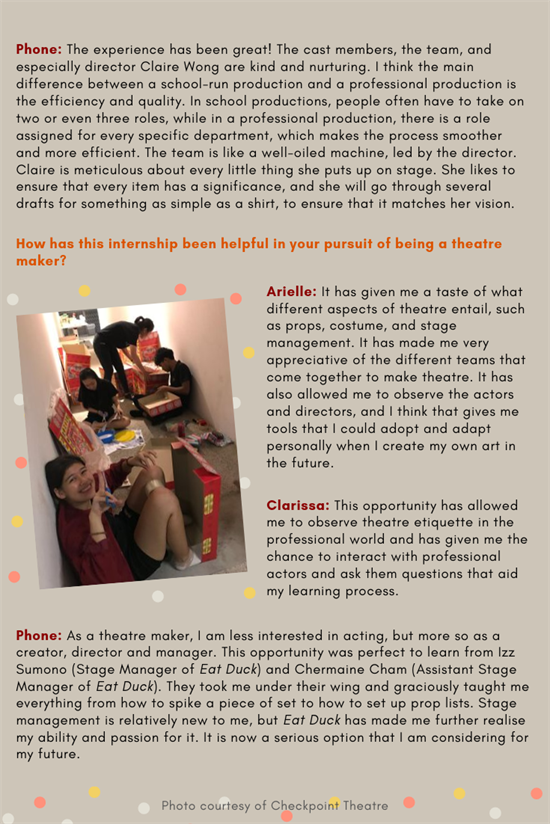 Phone: The experience has been great! The cast members, the team, and
especially director Claire Wong are kind and nurturing. I think the main
difference between a school-run production and a professional production is
the efficiency and quality. In school productions, people often have to take on
two or even three roles, while in a professional production, there is a role
assigned for every specific department, which makes the process smoother
and more efficient. The team is like a well-oiled machine, led by the director.
Claire is meticulous about every little thing she puts up on stage. She likes to
ensure that every item has a significance, and she will go through several
drafts for something as simple as a shirt, to ensure that it matches her vision.
How has this internship been helpful in your pursuit of being a theatre
maker?
Arielle: It has given me a taste of what
different aspects of theatre entail, such
as props, costume, and stage
management. It has made me very
appreciative of the different teams that
come together to make theatre. It has
also allowed me to observe the actors
and directors, and I think that gives me
tools that I could adopt and adapt
personally when I create my own art in
the future.
Clarissa: This opportunity has allowed
me to observe theatre etiquette in the
professional world and has given me the
chance to interact with professional
actors and ask them questions that aid
my learning process.
Phone: As a theatre maker, I am less interested in acting, but more so as a
creator, director and manager. This opportunity was perfect to learn from Izz
Sumono (Stage Manager of Eat Duck) and Chermaine Cham (Assistant Stage
Manager of Eat Duck). They took me under their wing and graciously taught me
everything from how to spike a piece of set to how to set up prop lists. Stage
management is relatively new to me, but Eat Duck has made me further realise
my ability and passion for it. It is now a serious option that I am considering for
my future.
Photo courtesy of Checkpoint Theatre